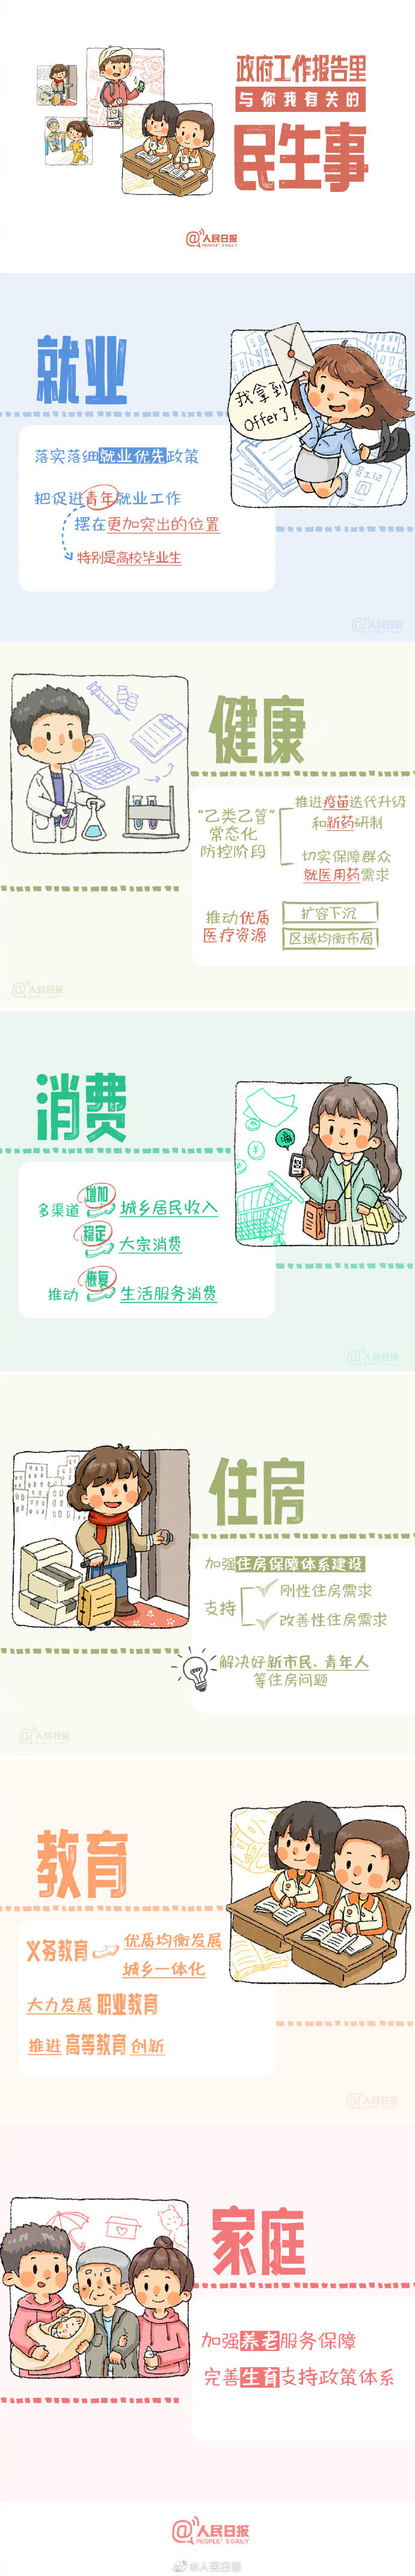 政府工作报告里
与你我有关的
民生事
@人民日报
PEOPLE'S DAILY
就业
我拿到
Offer了!
员工证
落实落细就业优先政策
把促进青年就业工作
摆在更加突出的位置
特别是高校毕业生
@人民日报
PEOPLE'S DAILY
健康
“乙类乙管”
常态化
防控阶段
推进疫苗迭代升级
和新药研制
切实保障群众
就医用药需求
推动优质
医疗资源
扩容下沉
区域均衡布局
@人民日报
PEOPLE'S DAILY
消费
多渠道 增加 城乡居民收入
稳定 大宗消费
推动 恢复 生活服务消费
@人民日报
PEOPLE'S DAILY
住房
加强住房保障体系建设
支持
刚性住房需求
改善性住房需求
解决好新市民、青年人
等住房问题
@人民日报
PEOPLE'S DAILY
教育
义务教育
优质均衡发展
城乡一体化
大力发展 职业教育
推进 高等教育 创新
@人民日报
PEOPLE'S DAILY
家庭
加强养老服务保障
完善生育支持政策体系
@人民日报
PEOPLE'S DAILY
@人民日报